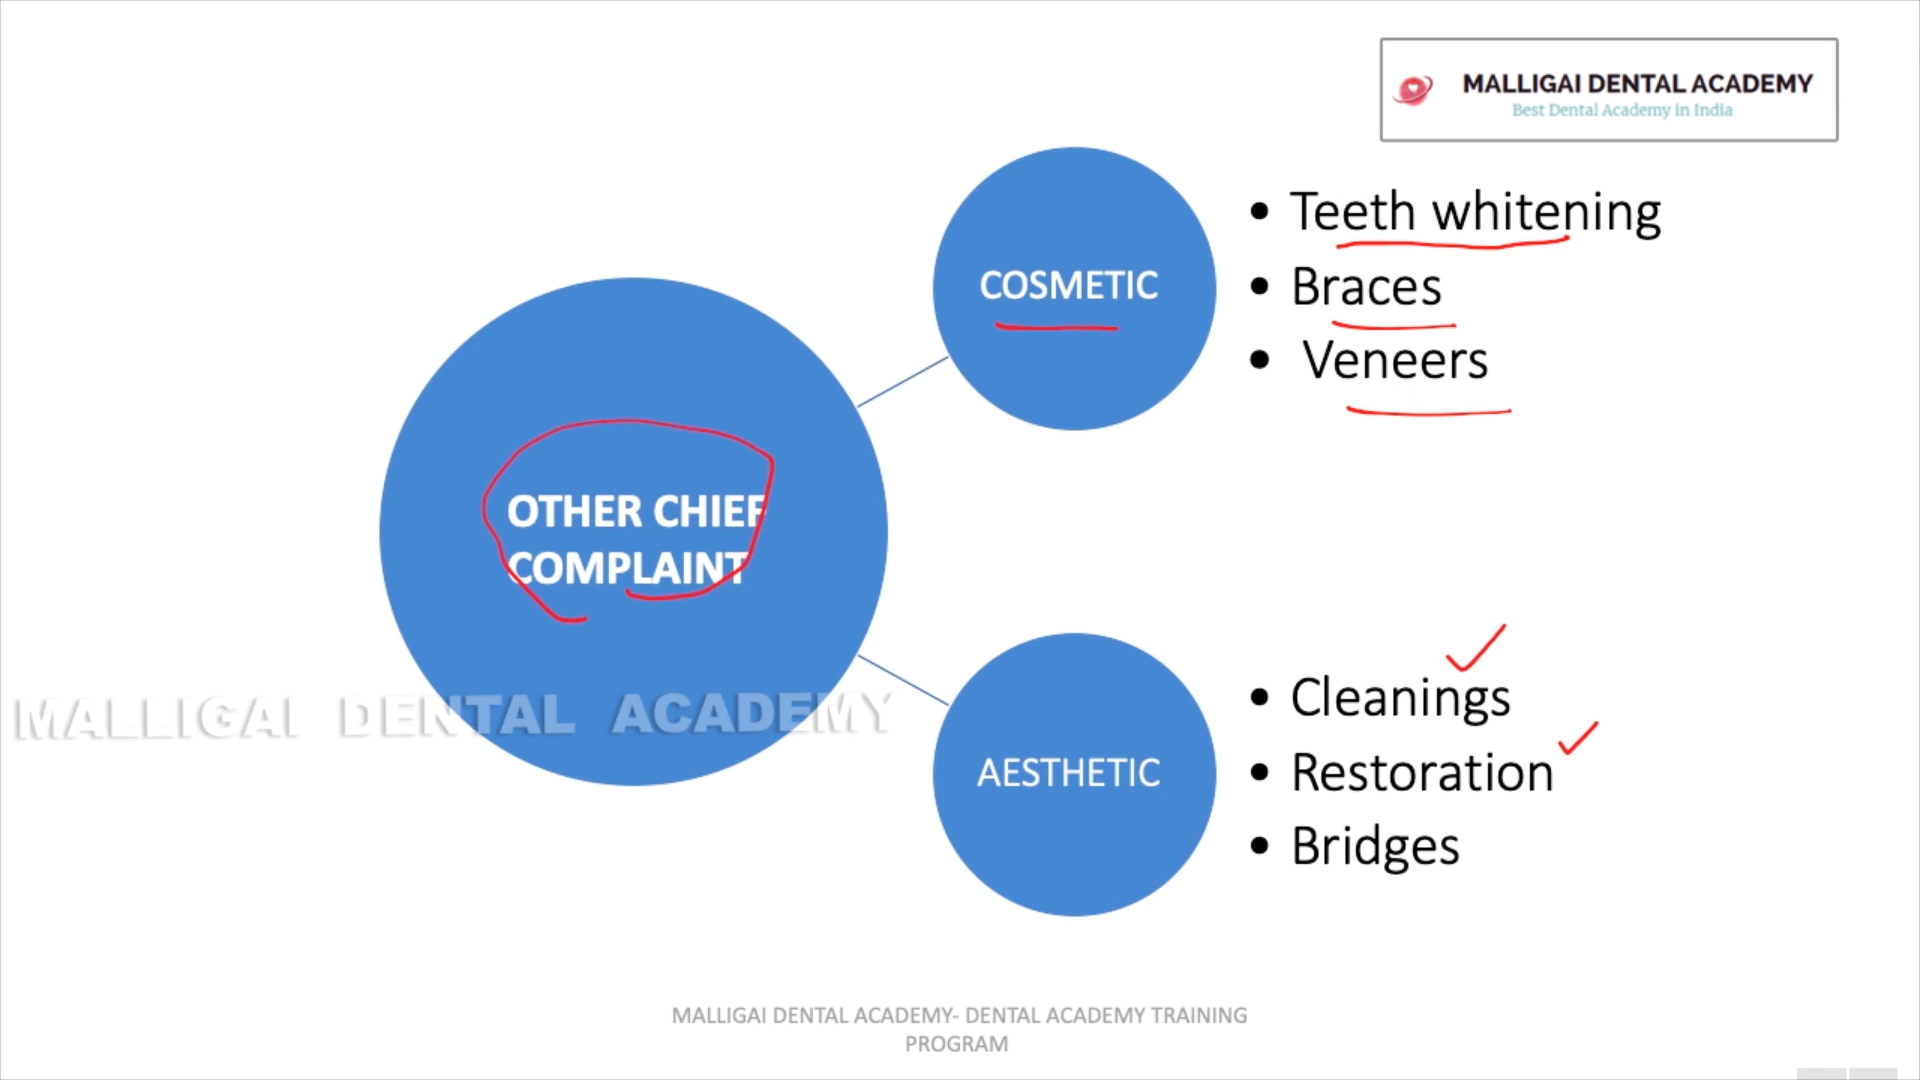 MALLIGAI DENTAL ACADEMY
Best Dental Academy in India
• Teeth whitening
COSMETIC
• Braces
• Veneers
OTHER CHIEF
COMPLAINT
MALLIGAI DENTAL ACADEMY
• Cleanings
AESTHETIC
• Restoration
• Bridges
MALLIGAI DENTAL ACADEMY- DENTAL ACADEMY TRAINING
PROGRAM